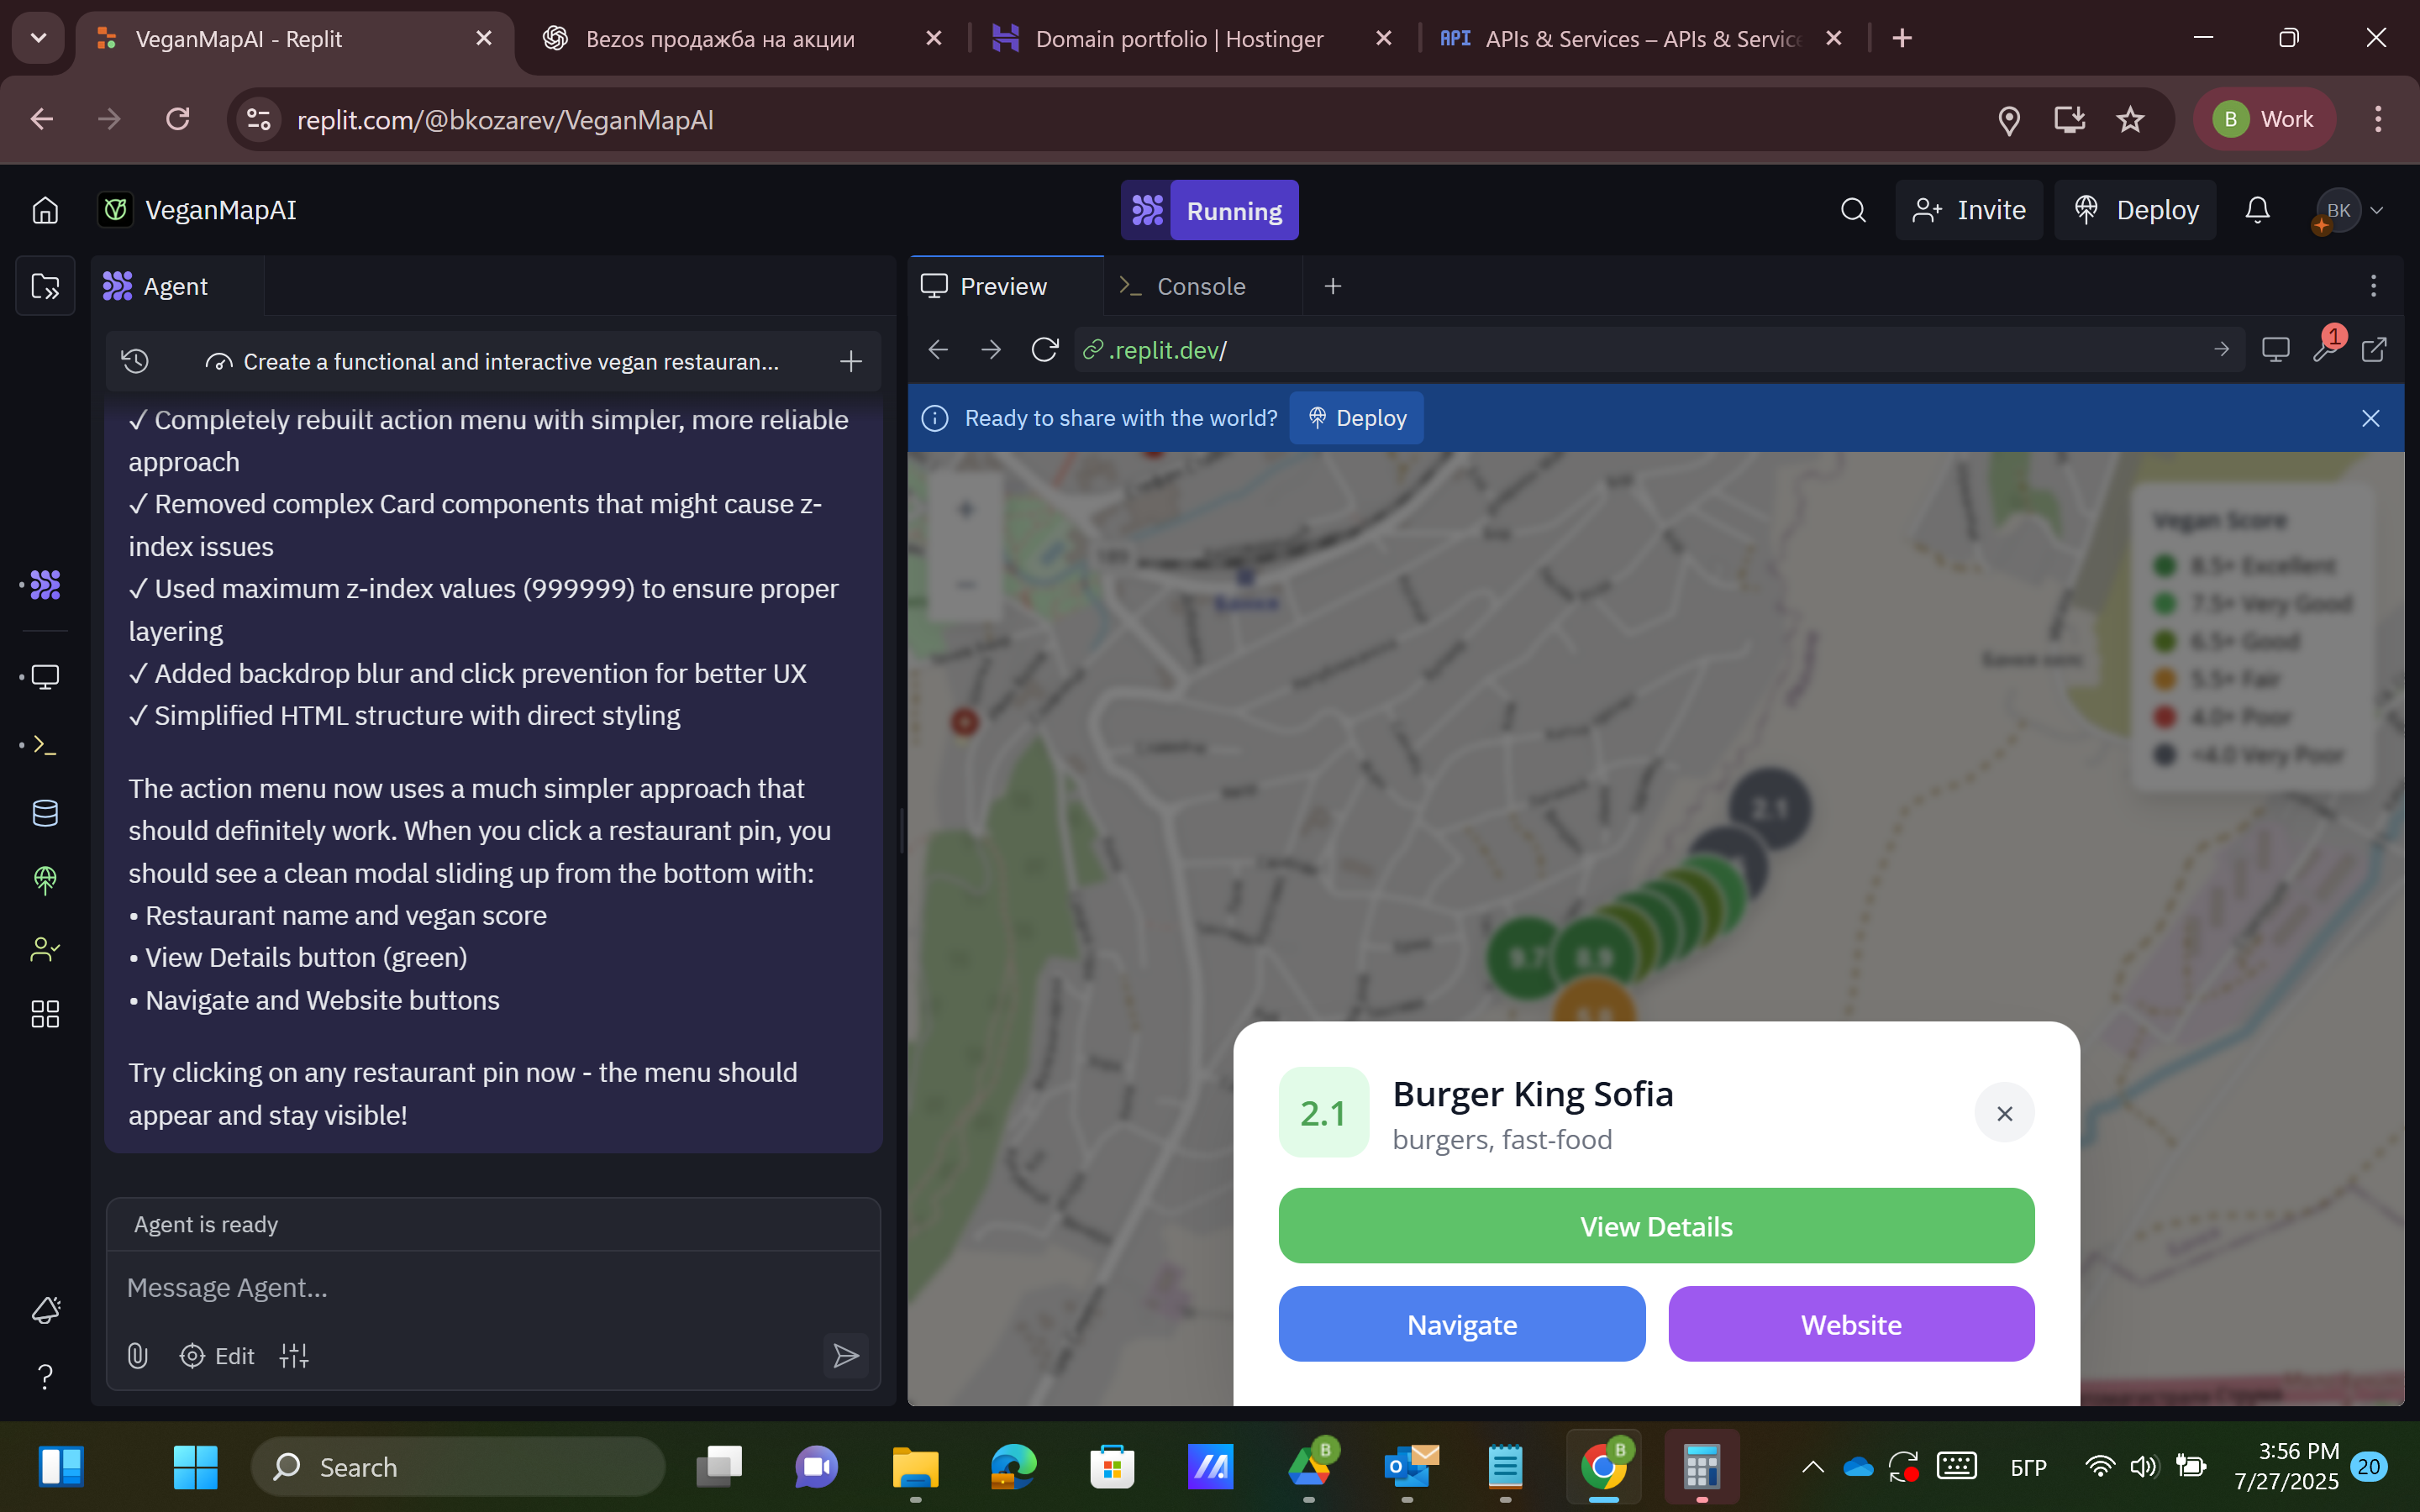 VeganMapAI - Replit
Bezos продажба на акции
Domain portfolio | Hostinger
API APIs & Services – APIs & Service
replit.com/@bkozarev/VeganMapAI
B Work
VeganMapAI
Running
Invite
Deploy
BK
Agent
Preview
Console
Create a functional and interactive vegan restauran...
.replit.dev/
1
Ready to share with the world?
Deploy
✓ Completely rebuilt action menu with simpler, more reliable
approach
✓ Removed complex Card components that might cause z-
index issues
✓ Used maximum z-index values (999999) to ensure proper
layering
✓ Added backdrop blur and click prevention for better UX
✓ Simplified HTML structure with direct styling
The action menu now uses a much simpler approach that
should definitely work. When you click a restaurant pin, you
should see a clean modal sliding up from the bottom with:
• Restaurant name and vegan score
• View Details button (green)
• Navigate and Website buttons
Try clicking on any restaurant pin now - the menu should
appear and stay visible!
Agent is ready
Message Agent...
Edit
Vegan Score
8.5+ Excellent
7.5+ Very Good
6.5+ Good
5.5+ Fair
4.0+ Poor
<4.0 Very Poor
2.1
9.7
8.9
2.1
Burger King Sofia
burgers, fast-food
View Details
Navigate
Website
Search
B
B
БГР
3:56 PM
7/27/2025
20